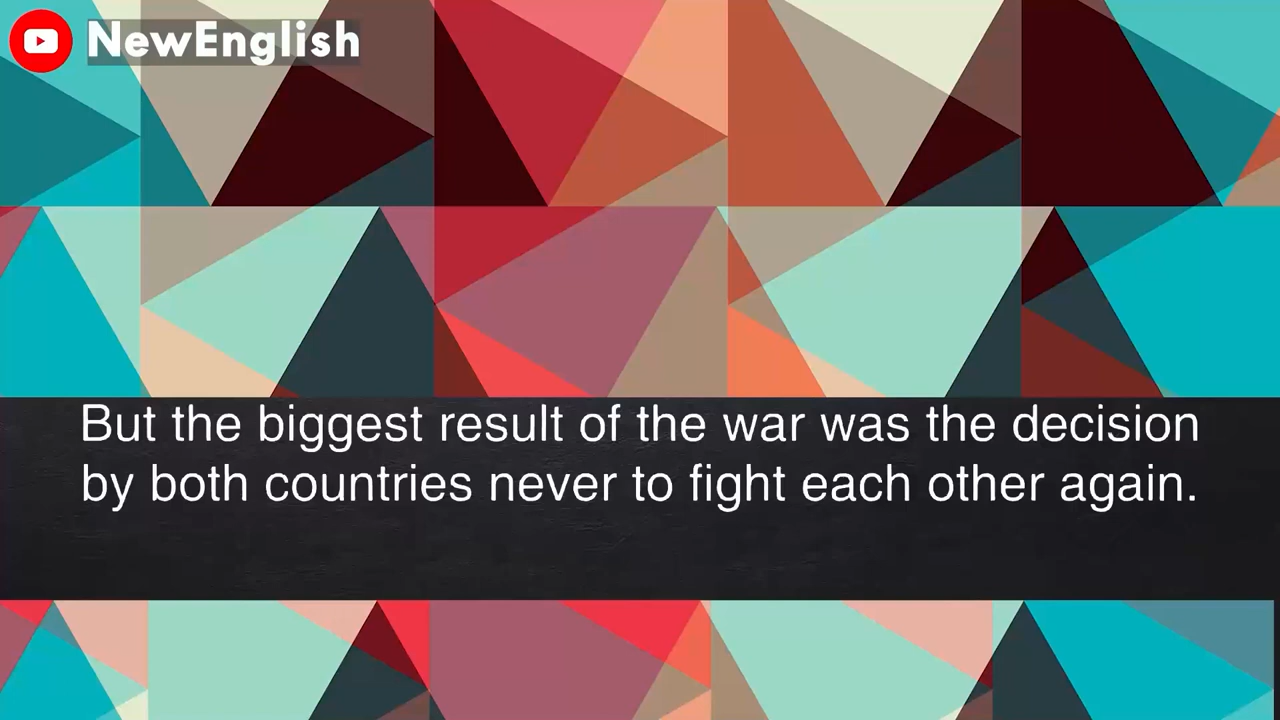 NewEnglish
But the biggest result of the war was the decision
by both countries never to fight each other again.